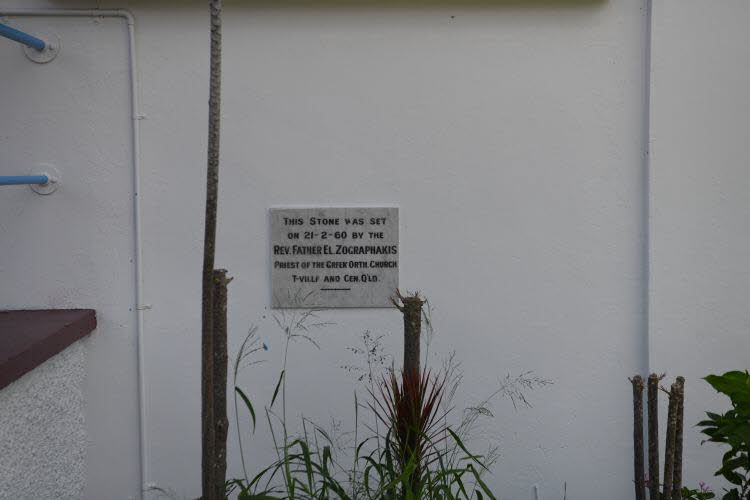 THIS STONE WAS SET
ON 21-2-60 BY THE
REV. FATHER EL. ZOGRAPHAKIS
PRIEST OF THE GREEK ORTH. CHURCH
T-VILLE AND CEN. Q'LD.